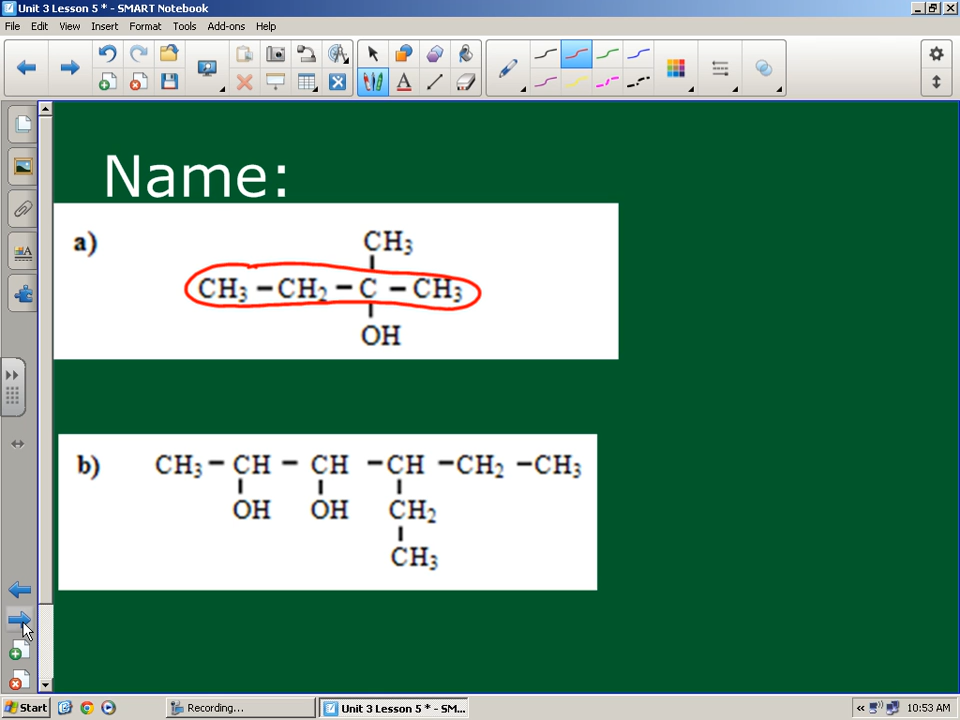 Unit 3 Lesson 5 * - SMART Notebook
File Edit View Insert Format Tools Add-ons Help
Name:
a)
CH₃
CH₃ – CH₂ – C – CH₃
OH
b) CH₃ – CH – CH – CH – CH₂ – CH₃
OH OH CH₂
CH₃
Start Recording... Unit 3 Lesson 5 * - SM... « 10:53 AM